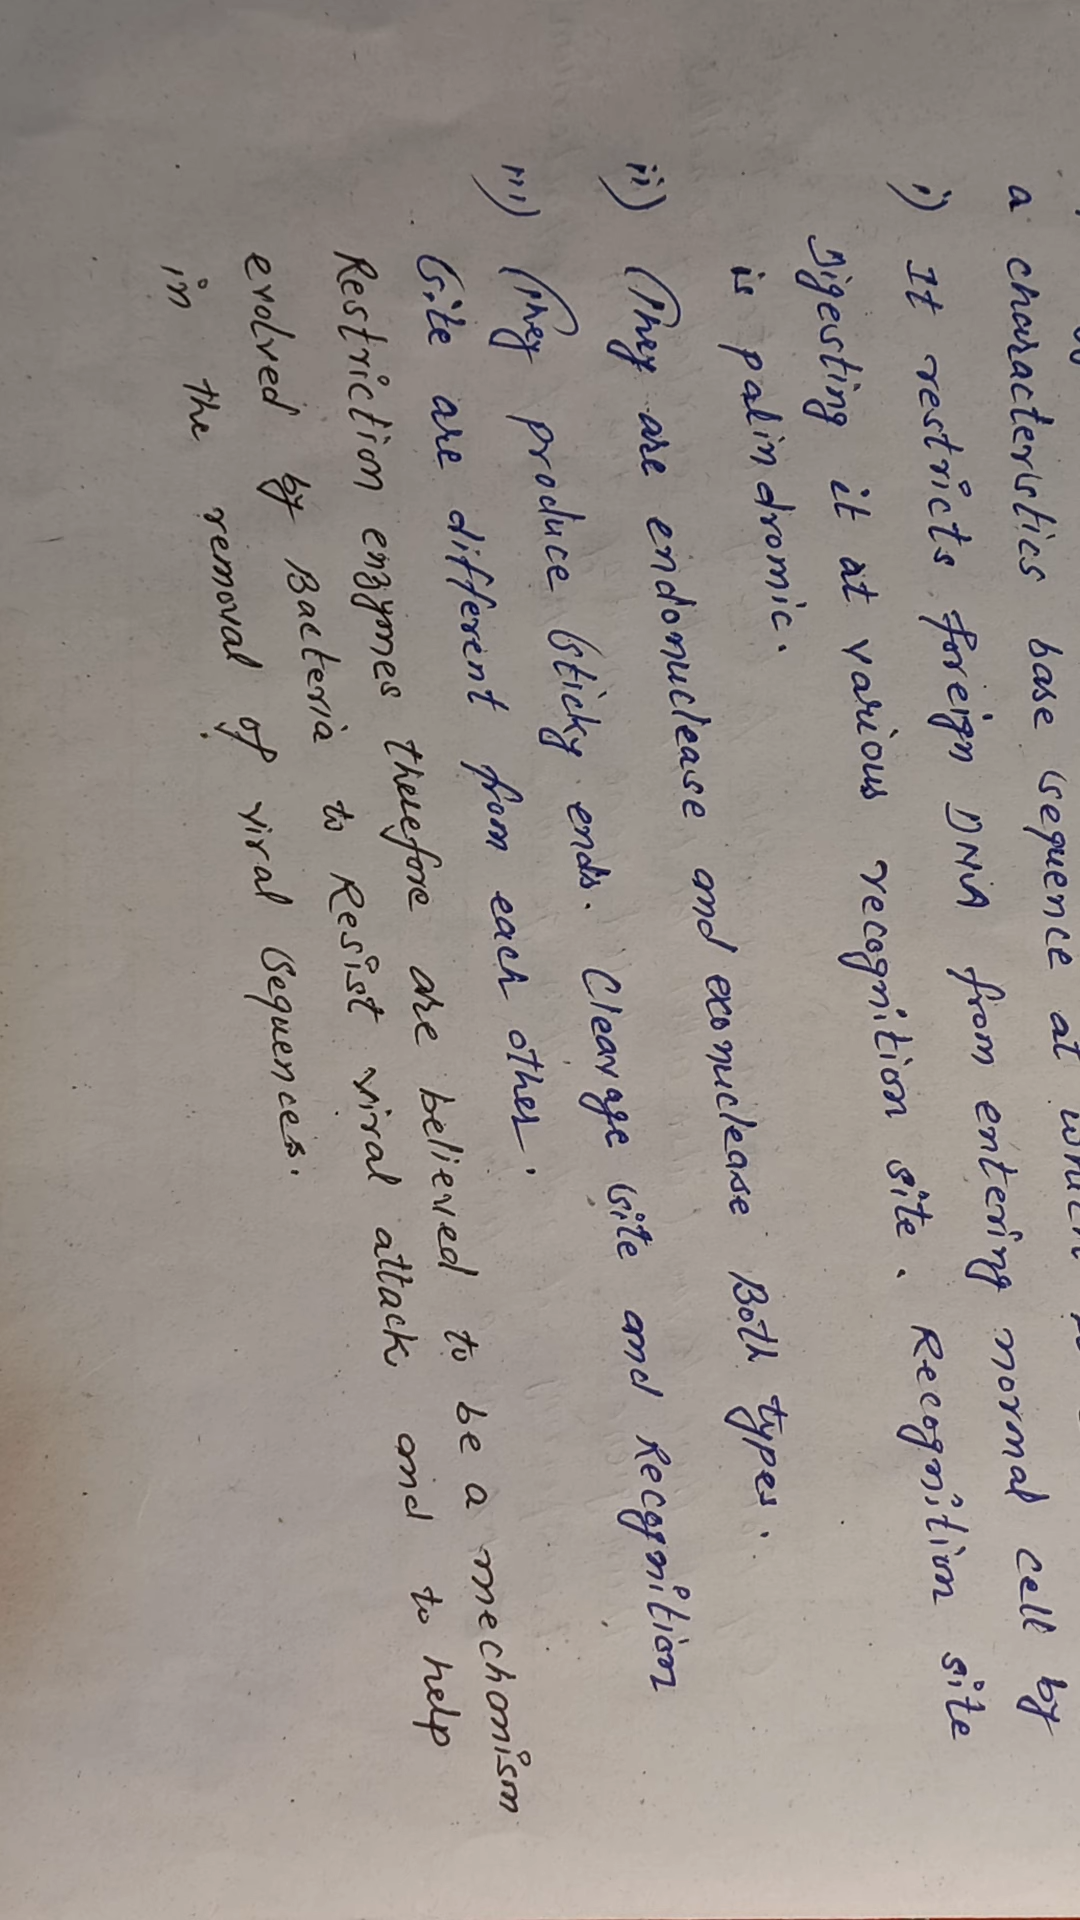 a characteristics base sequence at which
i) It restricts foreign DNA from entering normal cell by
Digesting it at various recognition site. Recognition site
is palindromic.
ii) They are endonuclease and exonuclease Both types.
iii) They produce sticky ends. Cleavage site and Recognition
site are different from each other.
Restriction enzymes therefore are believed to be a mechanism
evolved by Bacteria to Resist viral attack and to help
in the removal of viral sequences.